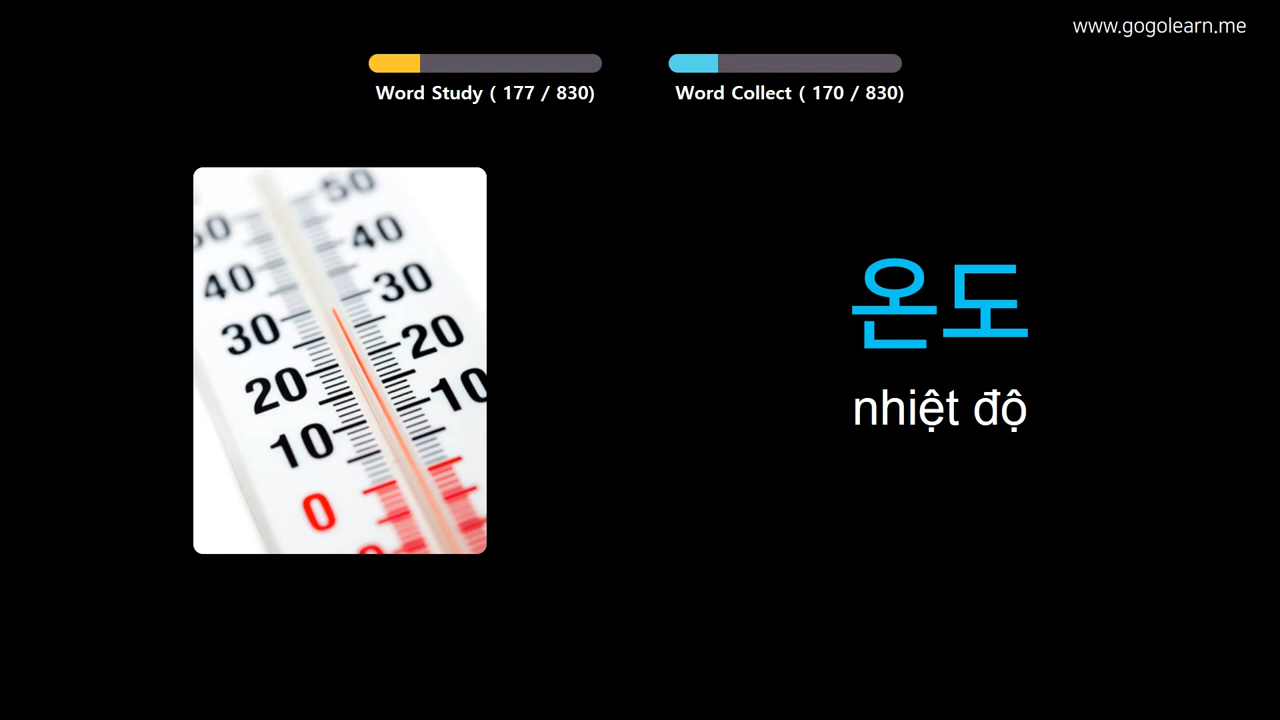 www.gogolearn.me
Word Study ( 177 / 830)
Word Collect ( 170 / 830)
50
50
40
40
30
30
20
20
10
10
0
온도
nhiệt độ